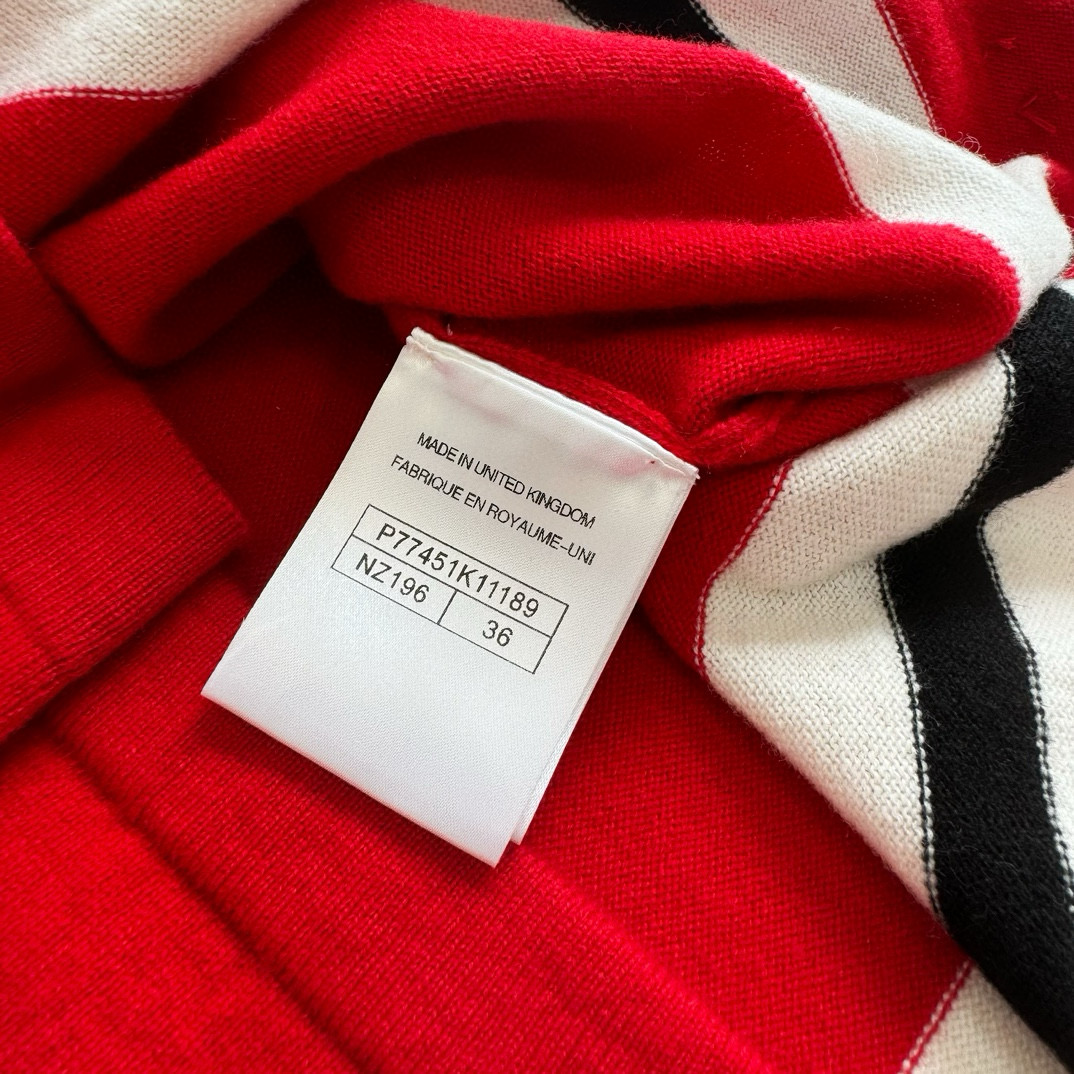 MADE IN UNITED KINGDOM
FABRIQUE EN ROYAUME-UNI
P77451K11189
NZ196
36